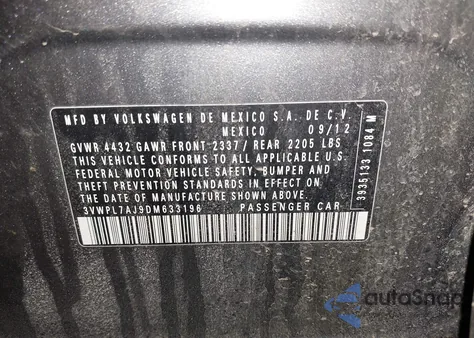 MFD BY VOLKSWAGEN DE MEXICO S.A. DE C.V.
MEXICO 09/12
GVWR 4432 GAWR FRONT 2337/ REAR 2205 LBS
THIS VEHICLE CONFORMS TO ALL APPLICABLE U.S.
FEDERAL MOTOR VEHICLE SAFETY, BUMPER AND
THEFT PREVENTION STANDARDS IN EFFECT ON
THE DATE OF MANUFACTURE SHOWN ABOVE.
3VWPL7AJ9DM633196 PASSENGER CAR
3935133 1084 M
autoSnap